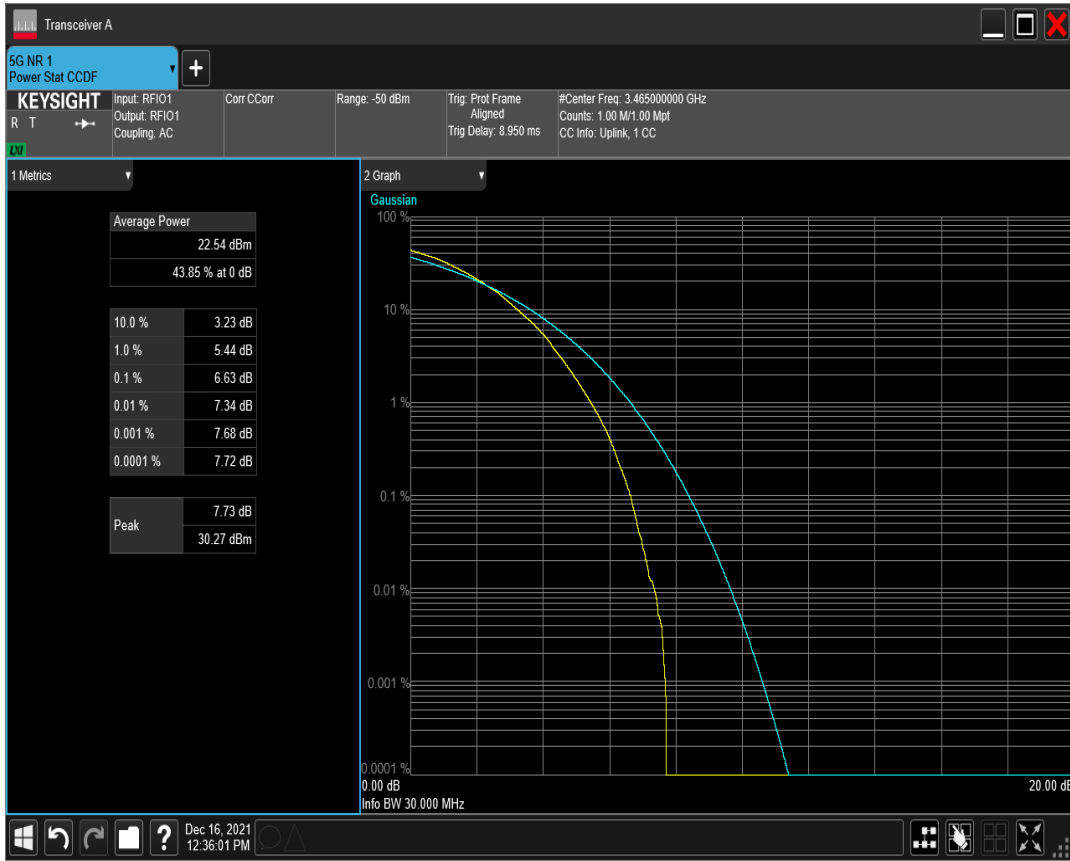 Transceiver A
5G NR 1
Power Stat CCDF
+
KEYSIGHT
R T
LXI
Input: RFIO1
Output: RFIO1
Coupling: AC
Corr CCorr
Range: -50 dBm
Trig: Prot Frame
Aligned
Trig Delay: 8.950 ms
#Center Freq: 3.465000000 GHz
Counts: 1.00 M/1.00 Mpt
CC Info: Uplink, 1 CC
1 Metrics
Average Power
22.54 dBm
43.85 % at 0 dB
10.0 % 3.23 dB
1.0 % 5.44 dB
0.1 % 6.63 dB
0.01 % 7.34 dB
0.001 % 7.68 dB
0.0001 % 7.72 dB
Peak 7.73 dB
30.27 dBm
2 Graph
Gaussian
100 %
10 %
1 %
0.1 %
0.01 %
0.001 %
0.0001 %
0.00 dB 20.00 dB
Info BW 30.000 MHz
?
Dec 16, 2021
12:36:01 PM